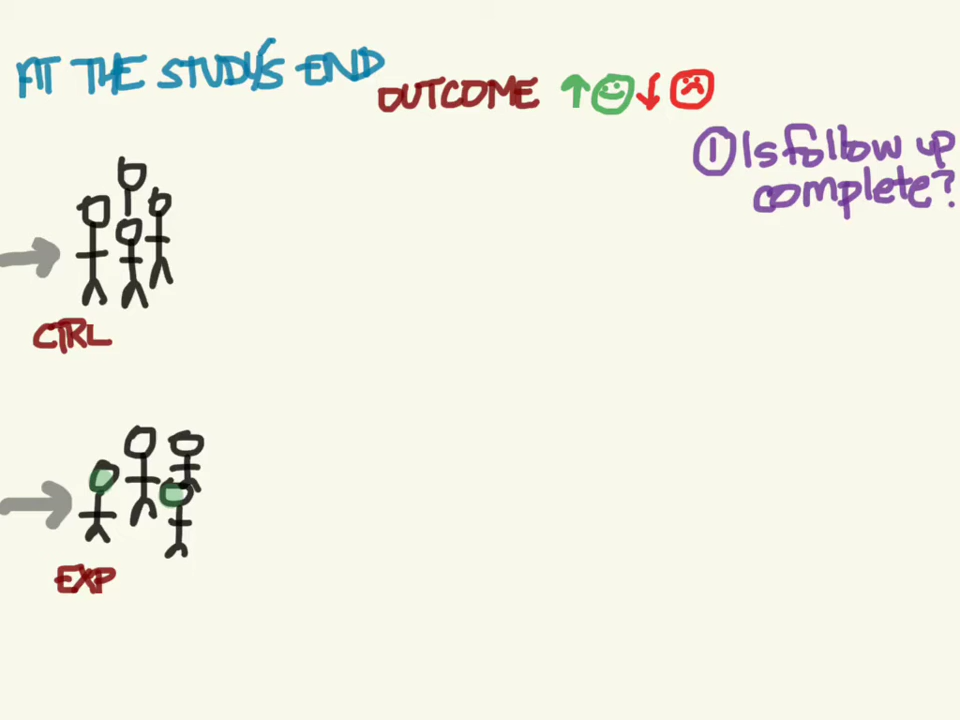 AT THE STUDY'S END
OUTCOME
① Is follow up
complete?
CTRL
EXP